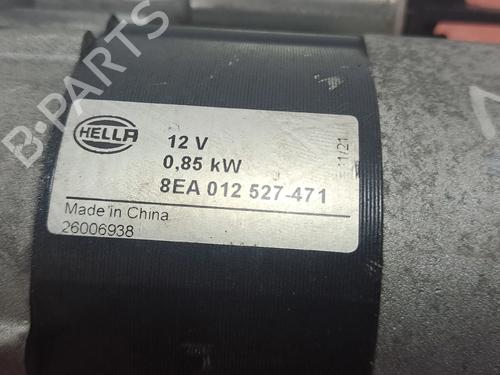 B-PARTS
HELLA
12 V
0,85 kW
8EA 012 527-471
Made in China
26006938